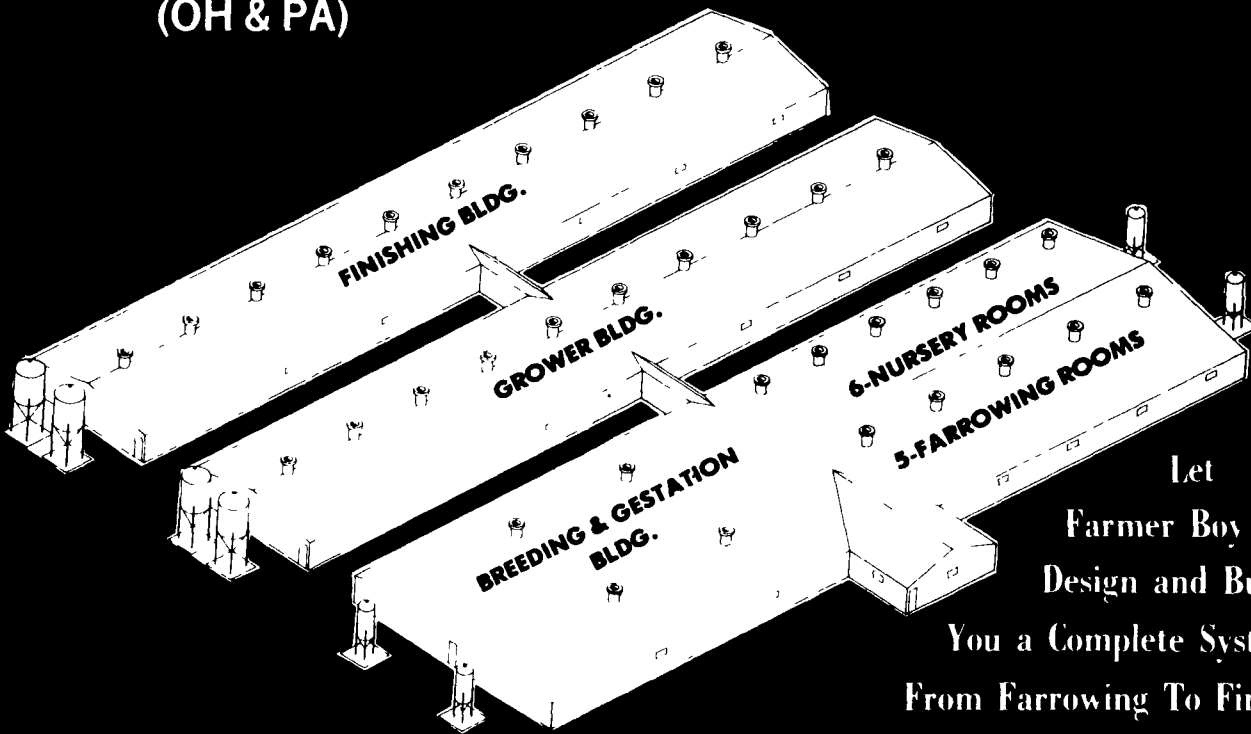 (OH & PA)
FINISHING BLDG.
GROWER BLDG.
6-NURSERY ROOMS
5-FARROWING ROOMS
BREEDING & GESTATION
BLDG.
Let
Farmer Boy
Design and Bu
You a Complete Syst
From Farrowing To Fin